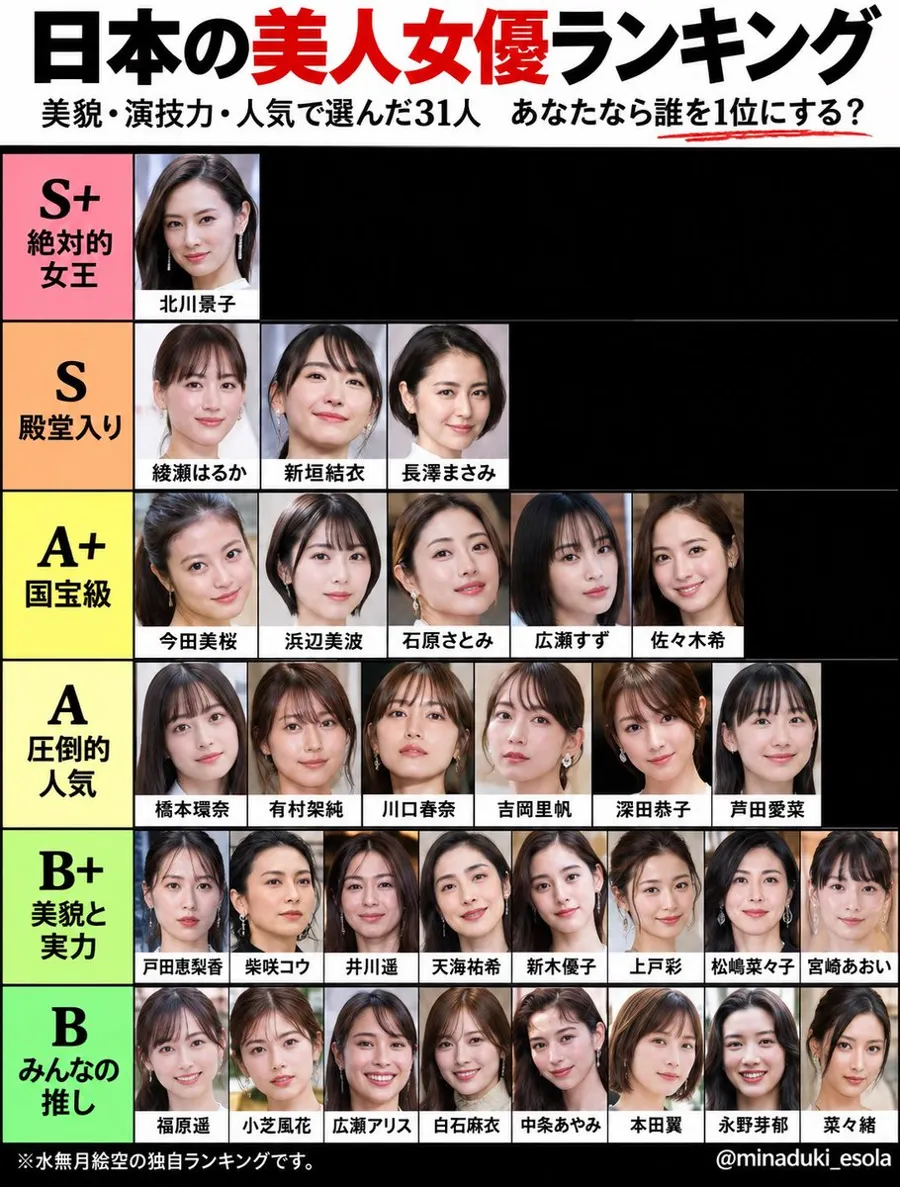 日本の美人女優ランキング
美貌・演技力・人気で選んだ31人 あなたなら誰を1位にする?
S+
絶対的
女王
北川景子
S
殿堂入り
綾瀬はるか 新垣結衣 長澤まさみ
A+
国宝級
今田美桜 浜辺美波 石原さとみ 広瀬すず 佐々木希
A
圧倒的
人気
橋本環奈 有村架純 川口春奈 吉岡里帆 深田恭子 芦田愛菜
B+
美貌と
実力
戸田恵梨香 柴咲コウ 井川遥 天海祐希 新木優子 上戸彩 松嶋菜々子 宮崎あおい
B
みんなの
推し
福原遥 小芝風花 広瀬アリス 白石麻衣 中条あやみ 本田翼 永野芽郁 菜々緒
※水無月絵空の独自ランキングです。 @minaduki_esola